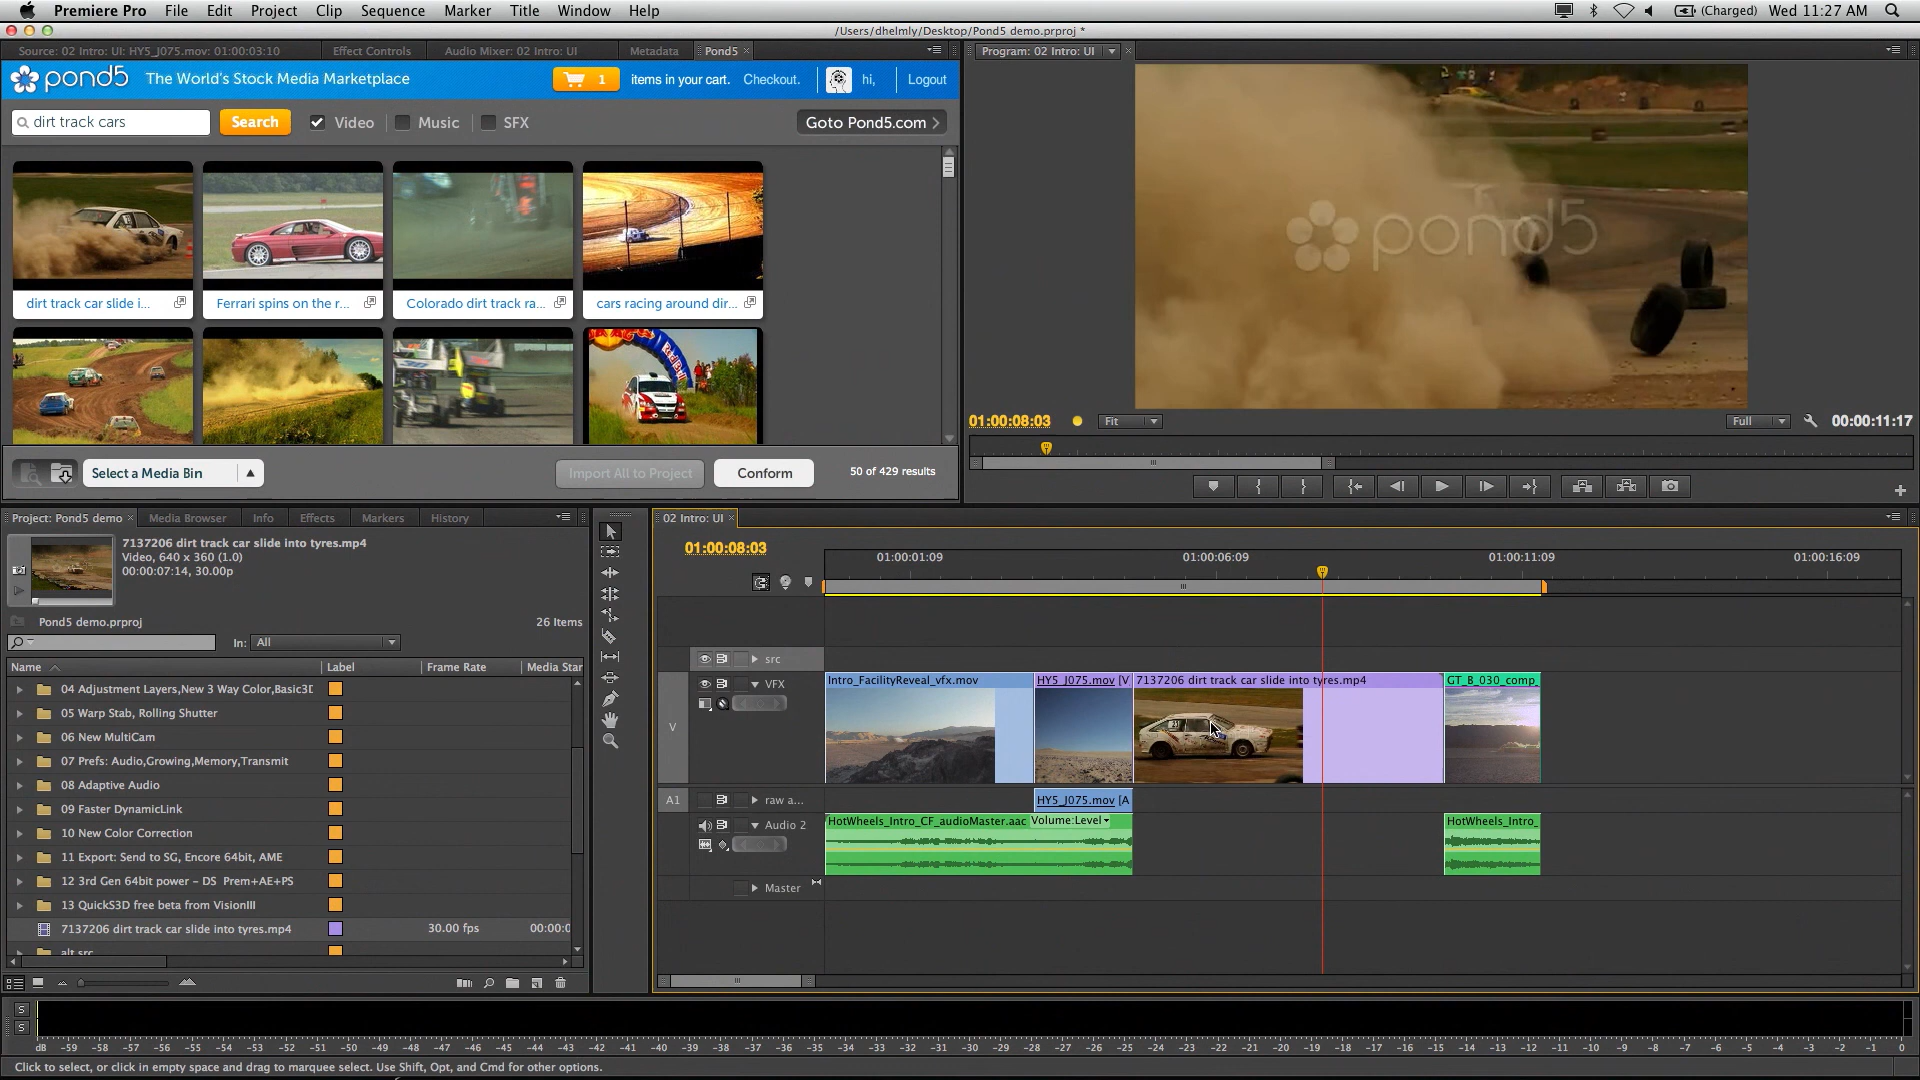 Premiere Pro File Edit Project Clip Sequence Marker Title Window Help (Charged) Wed 11:27 AM
/Users/dhelmly/Desktop/Pond5 demo.prproj *
Source: 02 Intro: UI: HY5_J075.mov: 01:00:03:10 Effect Controls Audio Mixer: 02 Intro: UI Metadata Pond5
Program: 02 Intro: UI
pond5 The World's Stock Media Marketplace 1 items in your cart. Checkout. hi, Logout
dirt track cars Search Video Music SFX Goto Pond5.com
dirt track car slide i... Ferrari spins on the r... Colorado dirt track ra... cars racing around dir...
Red Bull
pond5
Select a Media Bin Import All to Project Conform 50 of 429 results
01:00:08:03 Fit Full 00:00:11:17
Project: Pond5 demo Media Browser Info Effects Markers History
7137206 dirt track car slide into tyres.mp4
Video, 640 x 360 (1.0)
00:00:07:14, 30.00p
Pond5 demo.prproj 26 Items
In: All
Name Label Frame Rate Media Star
04 Adjustment Layers,New 3 Way Color,Basic3D
05 Warp Stab, Rolling Shutter
06 New MultiCam
07 Prefs: Audio,Growing,Memory,Transmit
08 Adaptive Audio
09 Faster DynamicLink
10 New Color Correction
11 Export: Send to SG, Encore 64bit, AME
12 3rd Gen 64bit power - DS Prem+AE+PS
13 QuickS3D free beta from VisionIII
7137206 dirt track car slide into tyres.mp4 30.00 fps 00:00:0
alt src
02 Intro: UI
01:00:08:03
01:00:01:09 01:00:06:09 01:00:11:09 01:00:16:09
src
V VFX
Intro_FacilityReveal_vfx.mov HY5_J075.mov [V 7137206 dirt track car slide into tyres.mp4 GT_B_030_comp_
A1 raw a... HY5_J075.mov [A
Audio 2 HotWheels_Intro_CF_audioMaster.aac Volume:Level HotWheels_Intro_
Master
S
S
dB -59 -58 -57 -56 -55 -54 -53 -52 -51 -50 -49 -48 -47 -46 -45 -44 -43 -42 -41 -40 -39 -38 -37 -36 -35 -34 -33 -32 -31 -30 -29 -28 -27 -26 -25 -24 -23 -22 -21 -20 -19 -18 -17 -16 -15 -14 -13 -12 -11 -10 -9 -8 -7 -6 -5 -4 -3 -2 -1 0
Click to select, or click in empty space and drag to marquee select. Use Shift, Opt, and Cmd for other options.